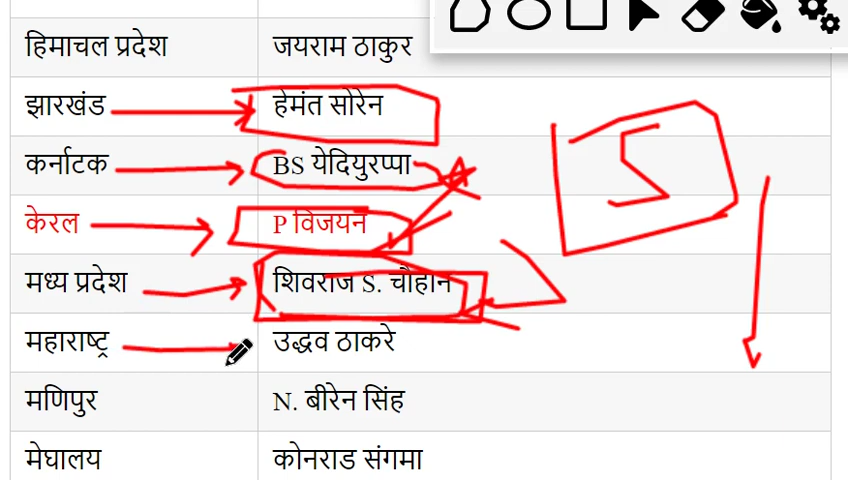 हिमाचल प्रदेश जयराम ठाकुर
झारखंड हेमंत सोरेन
कर्नाटक BS येदियुरप्पा
केरल P विजयन
मध्य प्रदेश शिवराज S. चौहान
महाराष्ट्र उद्धव ठाकरे
मणिपुर N. बीरेन सिंह
मेघालय कोनराड संगमा